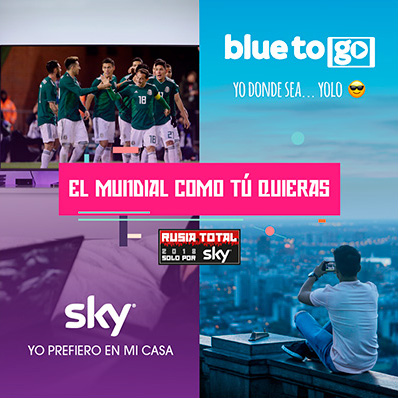 blue to go
YO DONDE SEA... YOLO 😎
EL MUNDIAL COMO TÚ QUIERAS
RUSIA TOTAL
2018
SOLO POR sky
sky
YO PREFIERO EN MI CASA